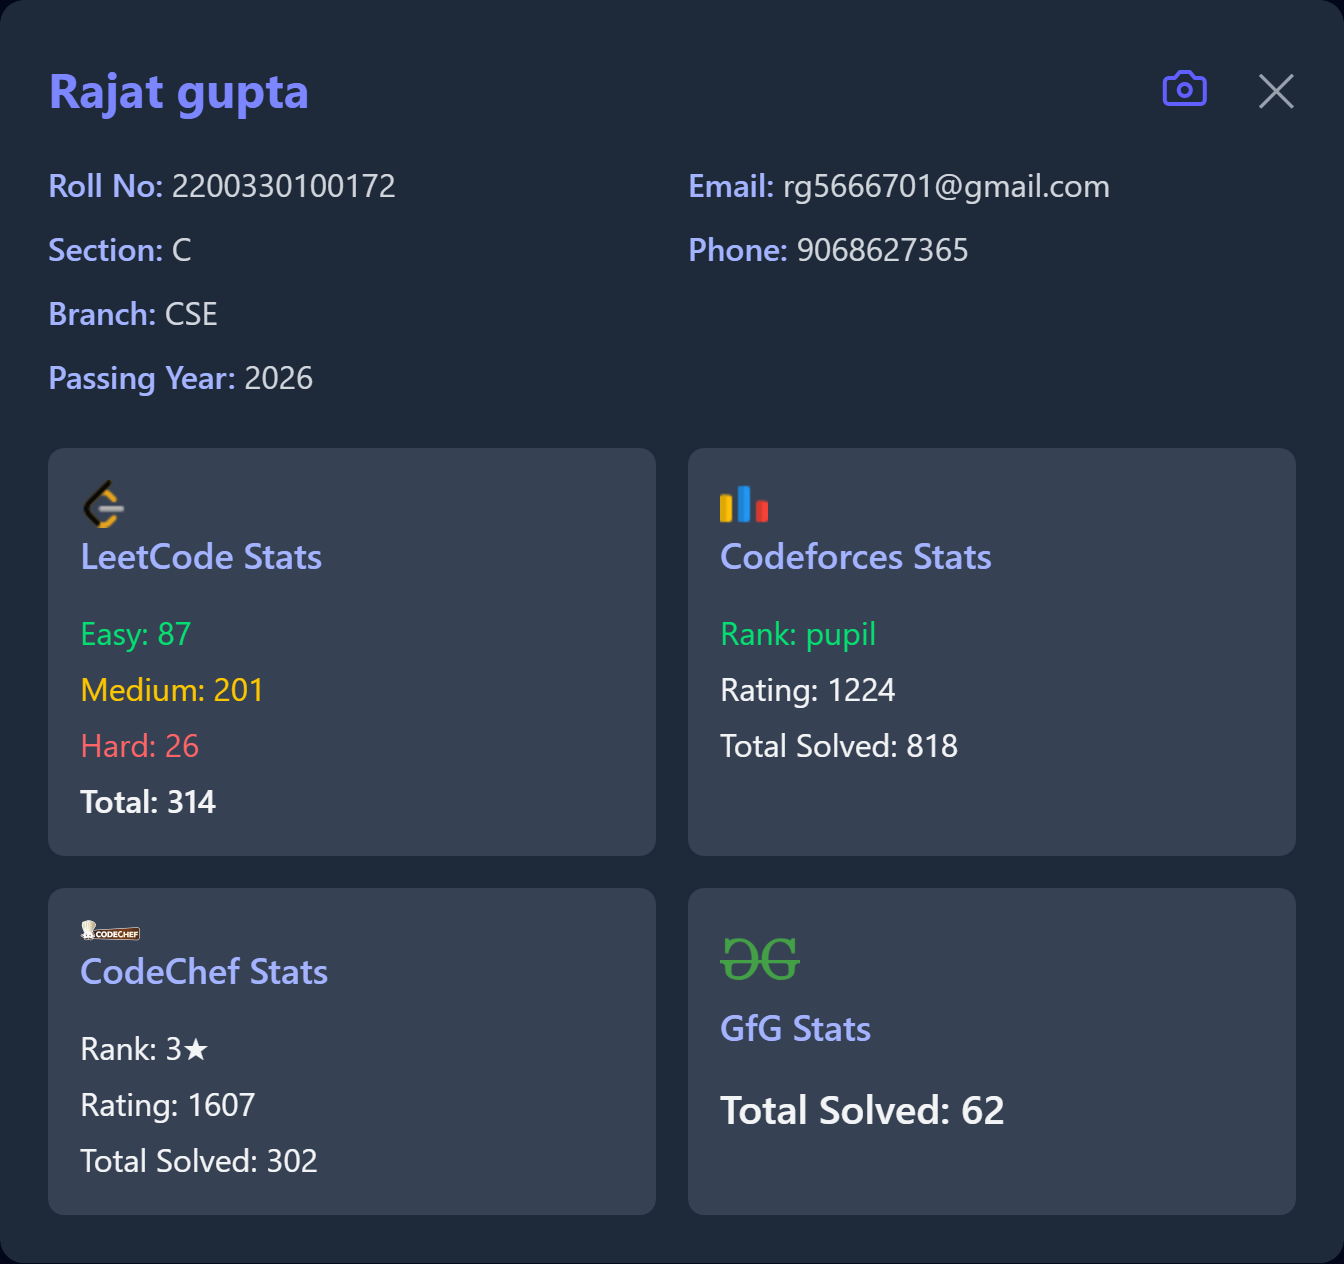 Rajat gupta
Roll No: 2200330100172
Section: C
Branch: CSE
Passing Year: 2026
Email: rg5666701@gmail.com
Phone: 9068627365
LeetCode Stats
Easy: 87
Medium: 201
Hard: 26
Total: 314
Codeforces Stats
Rank: pupil
Rating: 1224
Total Solved: 818
CODECHEF
CodeChef Stats
Rank: 3★
Rating: 1607
Total Solved: 302
GfG Stats
Total Solved: 62